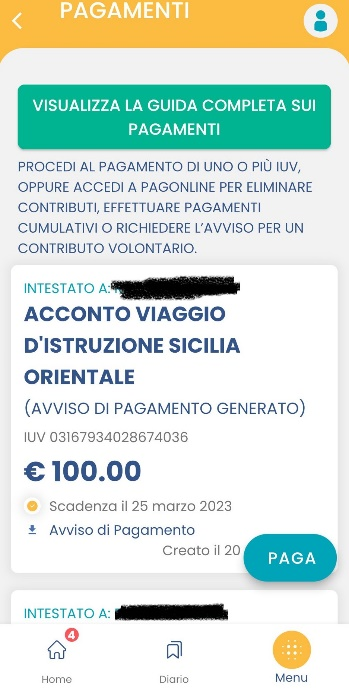 PAGAMENTI
VISUALIZZA LA GUIDA COMPLETA SUI
PAGAMENTI
PROCEDI AL PAGAMENTO DI UNO O PIÙ IUV,
OPPURE ACCEDI A PAGONLINE PER ELIMINARE
CONTRIBUTI, EFFETTUARE PAGAMENTI
CUMULATIVI O RICHIEDERE L'AVVISO PER UN
CONTRIBUTO VOLONTARIO.
INTESTATO A:
ACCONTO VIAGGIO
D'ISTRUZIONE SICILIA
ORIENTALE
(AVVISO DI PAGAMENTO GENERATO)
IUV 03167934028674036
€ 100.00
Scadenza il 25 marzo 2023
Avviso di Pagamento
Creato il 20
PAGA
INTESTATO A:
4
Home
Diario
Menu